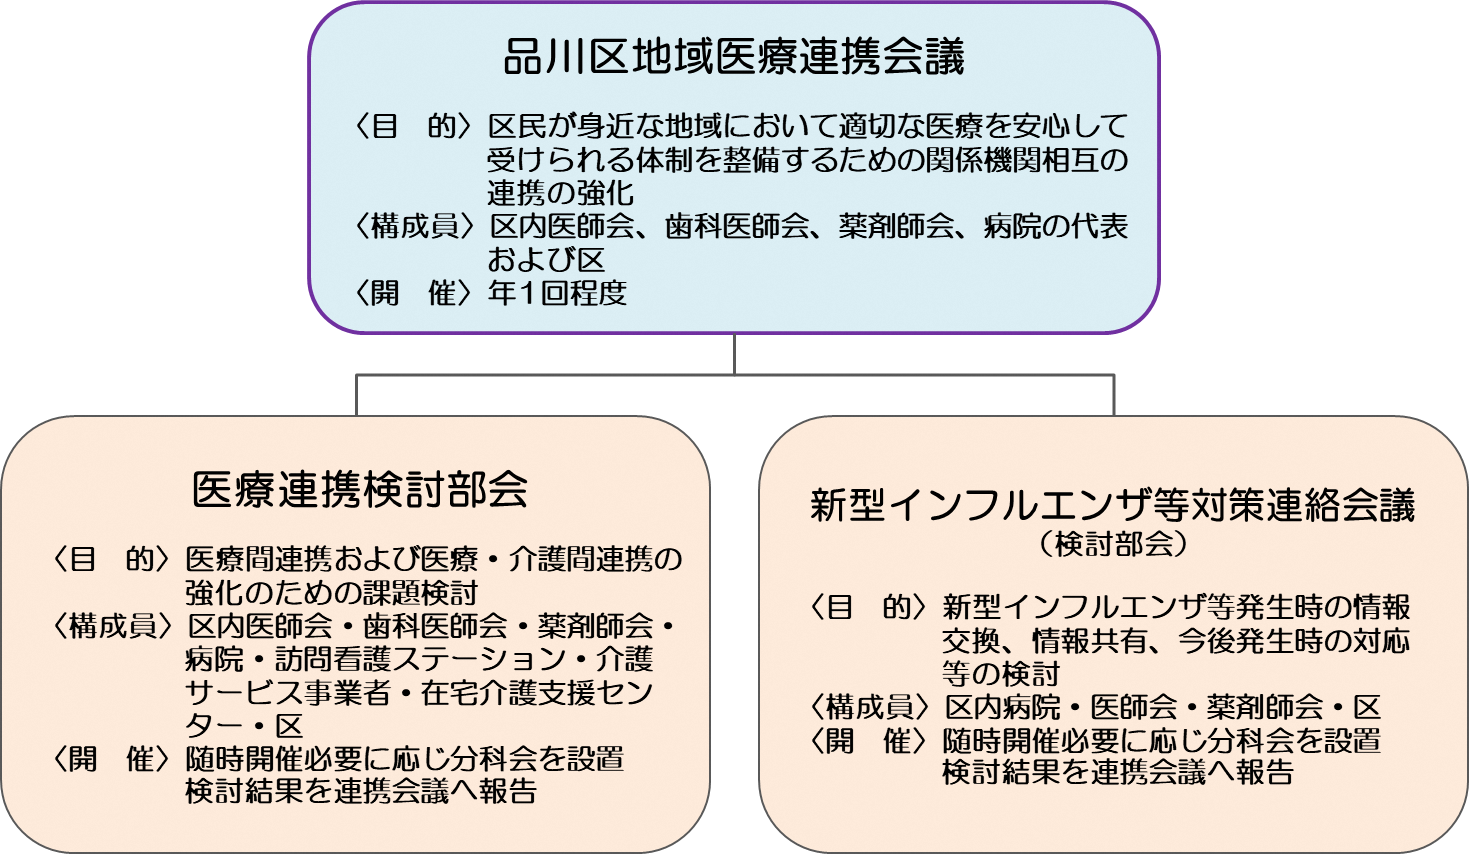 品川区地域医療連携会議
〈目　的〉区民が身近な地域において適切な医療を安心して
受けられる体制を整備するための関係機関相互の
連携の強化
〈構成員〉区内医師会、歯科医師会、薬剤師会、病院の代表
および区
〈開　催〉年1回程度
医療連携検討部会
〈目　的〉医療間連携および医療・介護間連携の
強化のための課題検討
〈構成員〉区内医師会・歯科医師会・薬剤師会・
病院・訪問看護ステーション・介護
サービス事業者・在宅介護支援セン
ター・区
〈開　催〉随時開催必要に応じ分科会を設置
検討結果を連携会議へ報告
新型インフルエンザ等対策連絡会議
（検討部会）
〈目　的〉新型インフルエンザ等発生時の情報
交換、情報共有、今後発生時の対応
等の検討
〈構成員〉区内病院・医師会・薬剤師会・区
〈開　催〉随時開催必要に応じ分科会を設置
検討結果を連携会議へ報告